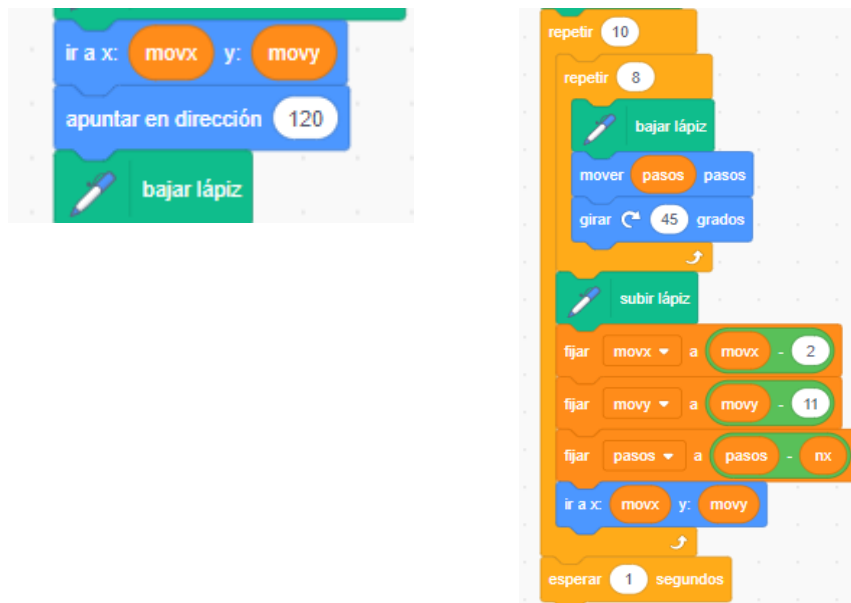 ir a x: movx y: movy
apuntar en dirección 120
bajar lápiz
repetir 10
repetir 8
bajar lápiz
mover pasos pasos
girar 45 grados
subir lápiz
fijar movx a movx - 2
fijar movy a movy - 11
fijar pasos a pasos - nx
ir a x: movx y: movy
esperar 1 segundos